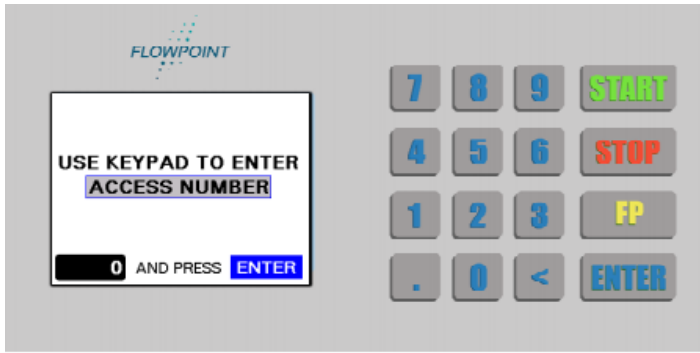 FLOWPOINT
USE KEYPAD TO ENTER
ACCESS NUMBER
0 AND PRESS ENTER
7 8 9 START
4 5 6 STOP
1 2 3 FP
. 0 < ENTER